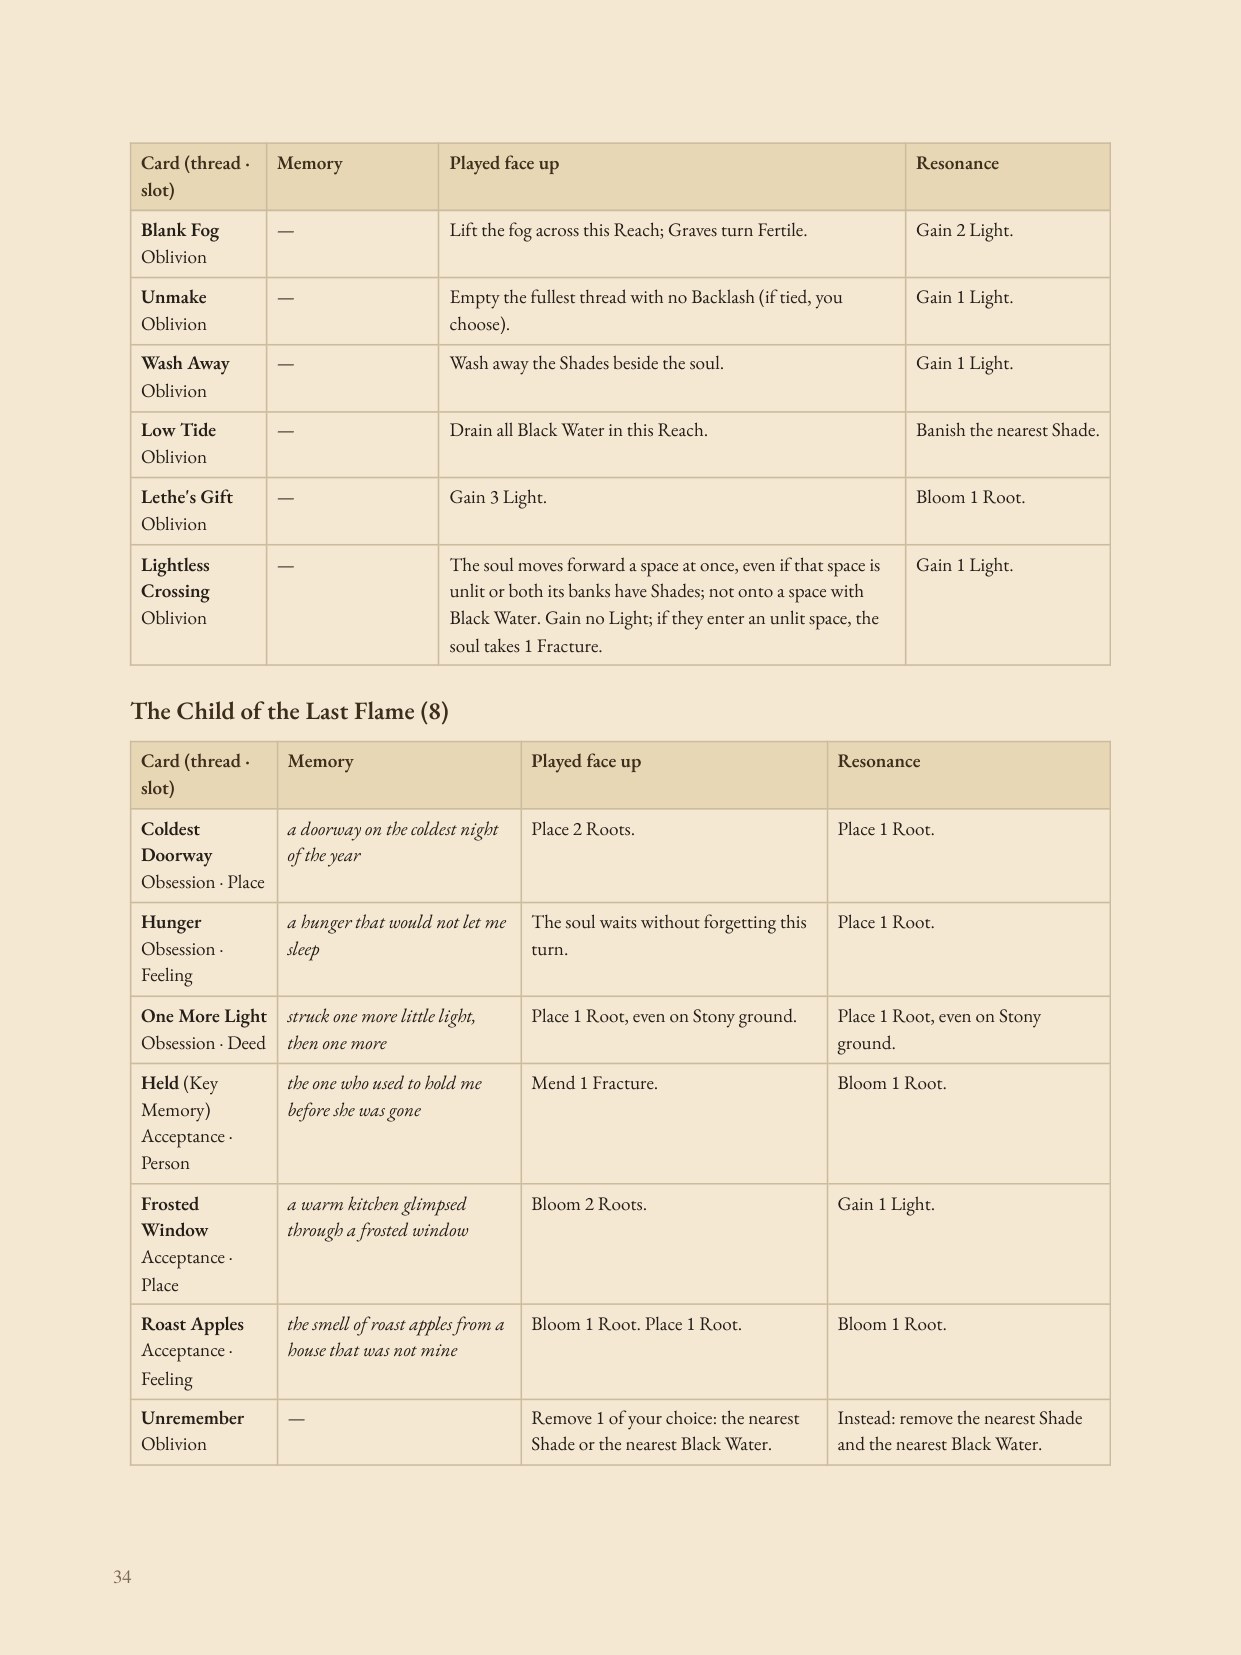 Card (thread · slot) Memory Played face up Resonance
Blank Fog
Oblivion
—
Lift the fog across this Reach; Graves turn Fertile.
Gain 2 Light.
Unmake
Oblivion
—
Empty the fullest thread with no Backlash (if tied, you
choose).
Gain 1 Light.
Wash Away
Oblivion
—
Wash away the Shades beside the soul.
Gain 1 Light.
Low Tide
Oblivion
—
Drain all Black Water in this Reach.
Banish the nearest Shade.
Lethe's Gift
Oblivion
—
Gain 3 Light.
Bloom 1 Root.
Lightless
Crossing
Oblivion
—
The soul moves forward a space at once, even if that space is
unlit or both its banks have Shades; not onto a space with
Black Water. Gain no Light; if they enter an unlit space, the
soul takes 1 Fracture.
Gain 1 Light.
The Child of the Last Flame (8)
Card (thread ·
slot)
Memory
Played face up
Resonance
Coldest
Doorway
Obsession · Place
a doorway on the coldest night
of the year
Place 2 Roots.
Place 1 Root.
Hunger
Obsession ·
Feeling
a hunger that would not let me
sleep
The soul waits without forgetting this
turn.
Place 1 Root.
One More Light
Obsession · Deed
struck one more little light,
then one more
Place 1 Root, even on Stony ground.
Place 1 Root, even on Stony
ground.
Held (Key
Memory)
Acceptance ·
Person
the one who used to hold me
before she was gone
Mend 1 Fracture.
Bloom 1 Root.
Frosted
Window
Acceptance ·
Place
a warm kitchen glimpsed
through a frosted window
Bloom 2 Roots.
Gain 1 Light.
Roast Apples
Acceptance ·
Feeling
the smell of roast apples from a
house that was not mine
Bloom 1 Root. Place 1 Root.
Bloom 1 Root.
Unremember
Oblivion
—
Remove 1 of your choice: the nearest
Shade or the nearest Black Water.
Instead: remove the nearest Shade
and the nearest Black Water.
34